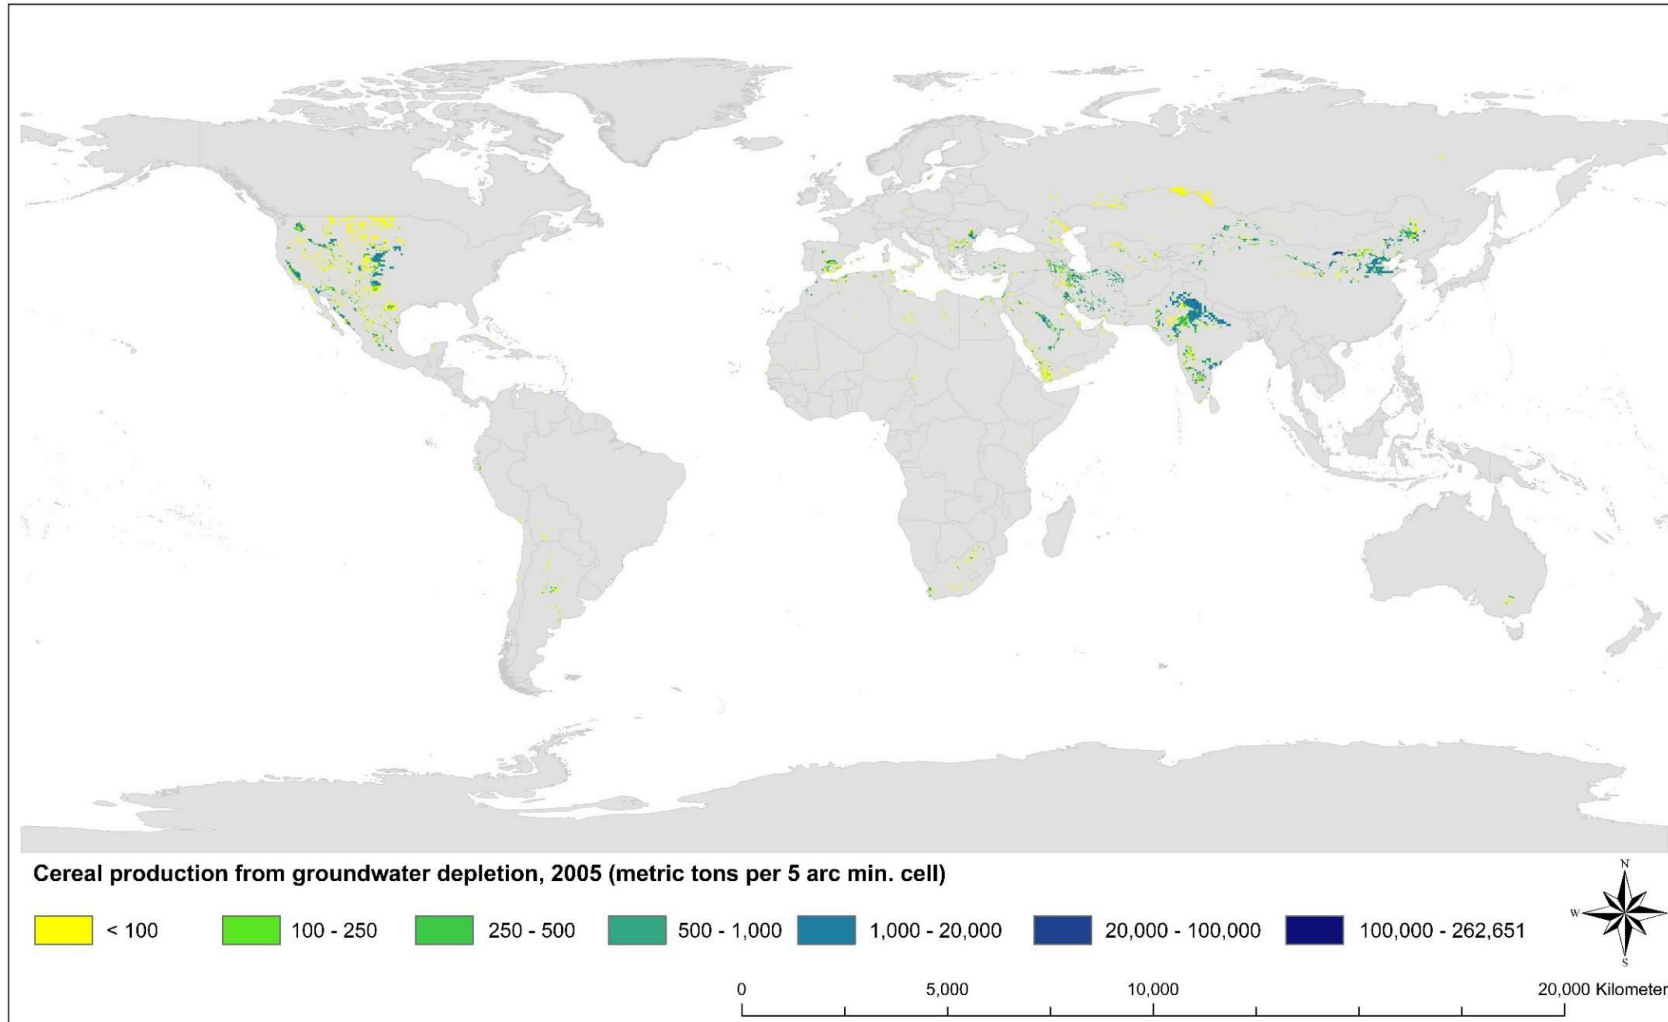 Cereal production from groundwater depletion, 2005 (metric tons per 5 arc min. cell)
< 100
100 - 250
250 - 500
500 - 1,000
1,000 - 20,000
20,000 - 100,000
100,000 - 262,651
N
W
S
0
5,000
10,000
20,000 Kilometer